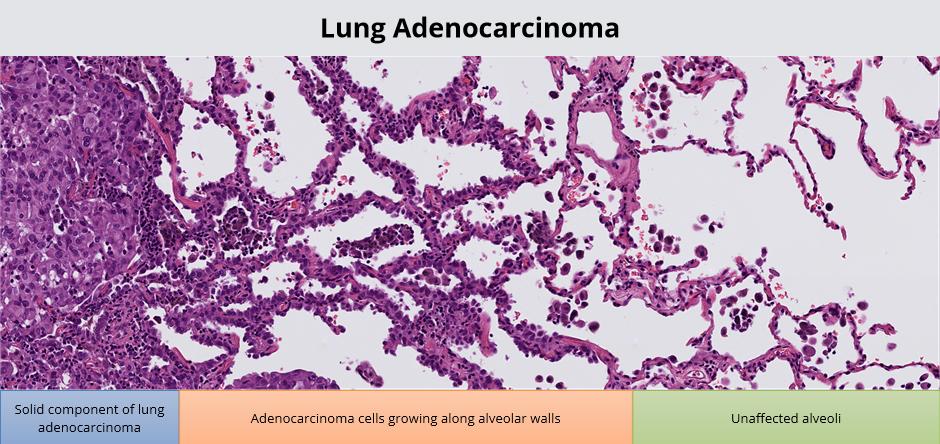 Lung Adenocarcinoma
Solid component of lung
adenocarcinoma
Adenocarcinoma cells growing along alveolar walls
Unaffected alveoli